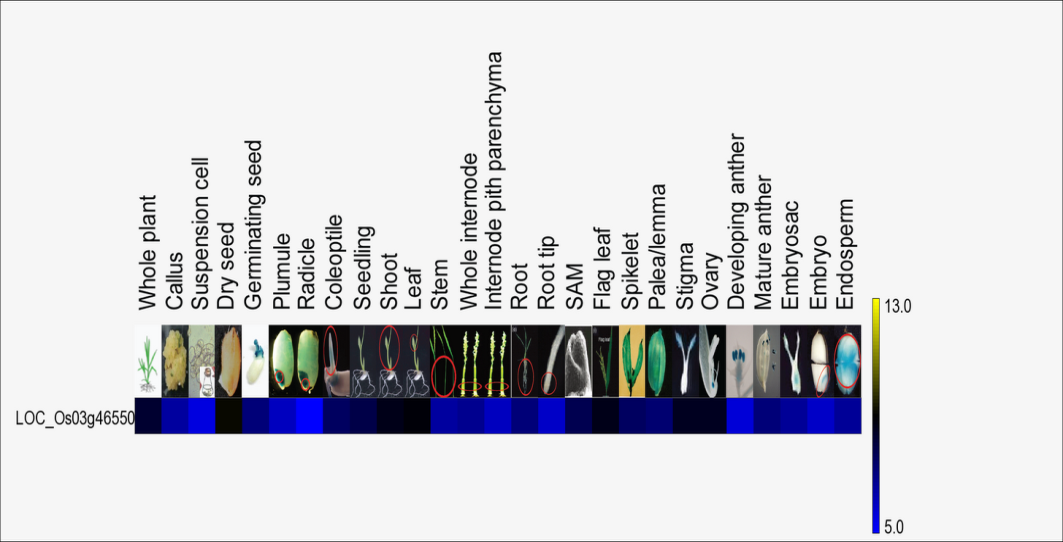 Whole plant
Callus
Suspension cell
Dry seed
Germinating seed
Plumule
Radicle
Coleoptile
Seedling
Shoot
Leaf
Stem
Whole internode
Internode pith parenchyma
Root
Root tip
SAM
Flag leaf
Spikelet
Palea/lemma
Stigma
Ovary
Developing anther
Mature anther
Embryosac
Embryo
Endosperm
13.0
LOC_Os03g46550
5.0